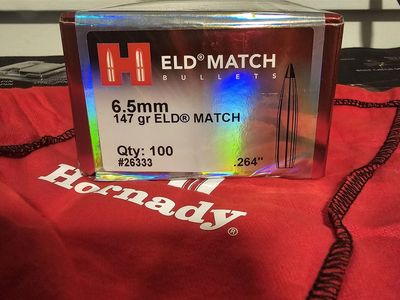 H ELD® MATCH
BULLETS
6.5mm
147 gr ELD® MATCH
Qty: 100
#26333 .264"
Hornady